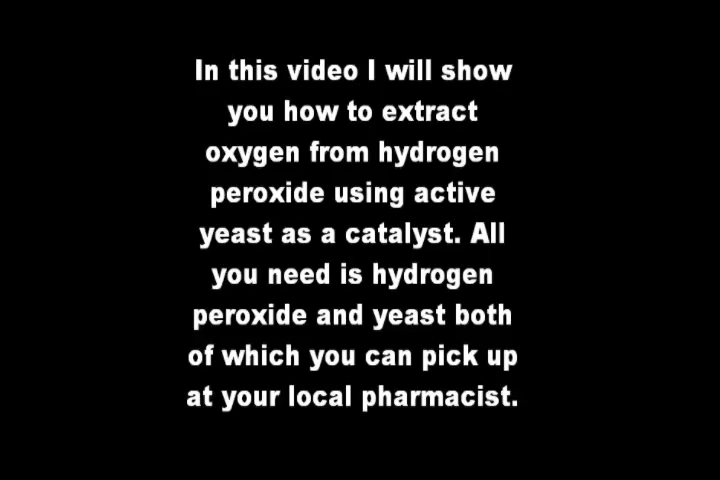 In this video I will show
you how to extract
oxygen from hydrogen
peroxide using active
yeast as a catalyst. All
you need is hydrogen
peroxide and yeast both
of which you can pick up
at your local pharmacist.